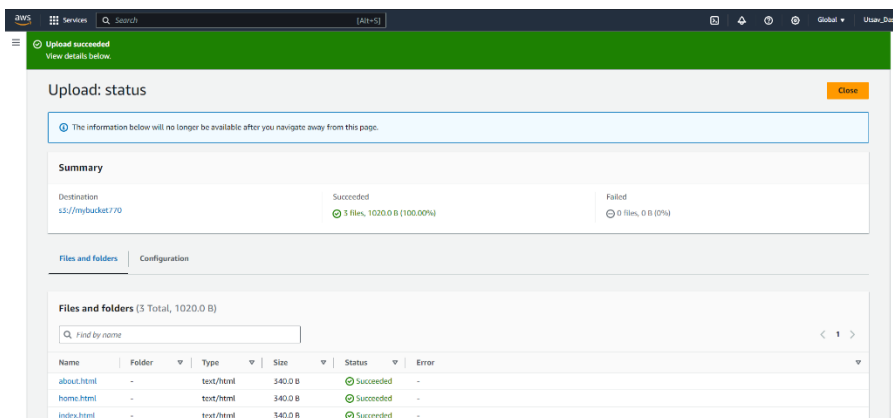 aws Services Search [Alt+S] Global Utsav_Das
Upload succeeded
View details below.
Upload: status
Close
The information below will no longer be available after you navigate away from this page.
Summary
Destination Succeeded Failed
s3://mybucket770 3 files, 1020.0 B (100.00%) 0 files, 0 B (0%)
Files and folders Configuration
Files and folders (3 Total, 1020.0 B)
Find by name 1
Name Folder Type Size Status Error
about.html - text/html 340.0 B Succeeded -
home.html - text/html 340.0 B Succeeded -
index.html - text/html 340.0 B Succeeded -